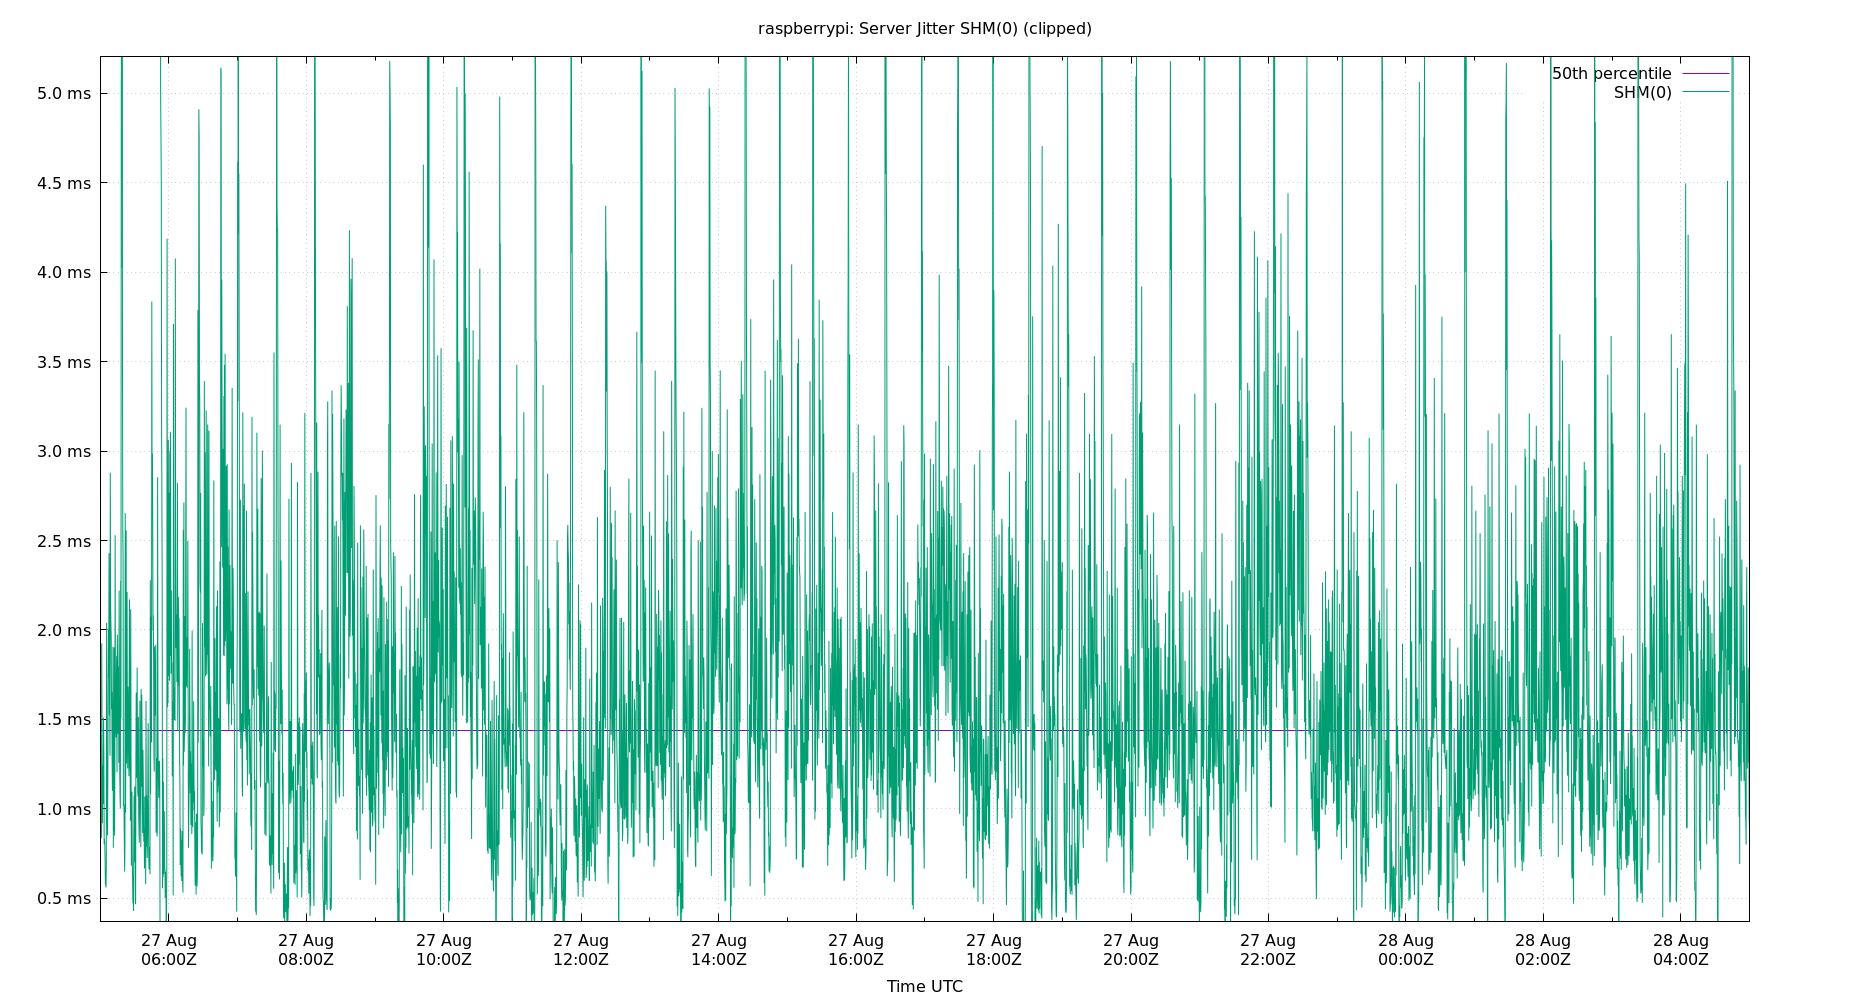 raspberrypi: Server Jitter SHM(0) (clipped)
50th percentile
SHM(0)
5.0 ms
4.5 ms
4.0 ms
3.5 ms
3.0 ms
2.5 ms
2.0 ms
1.5 ms
1.0 ms
0.5 ms
27 Aug 27 Aug 27 Aug 27 Aug 27 Aug 27 Aug 27 Aug 27 Aug 27 Aug 28 Aug 28 Aug 28 Aug
06:00Z 08:00Z 10:00Z 12:00Z 14:00Z 16:00Z 18:00Z 20:00Z 22:00Z 00:00Z 02:00Z 04:00Z
Time UTC